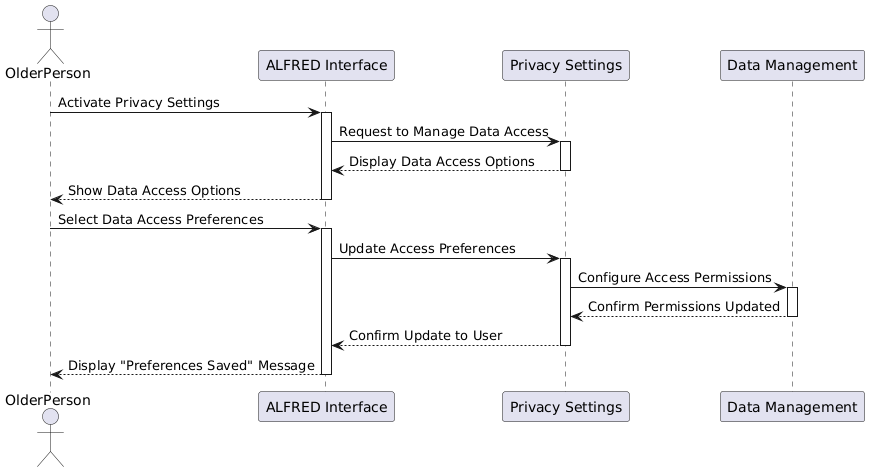 OlderPerson
ALFRED Interface
Privacy Settings
Data Management
Activate Privacy Settings
Request to Manage Data Access
Display Data Access Options
Show Data Access Options
Select Data Access Preferences
Update Access Preferences
Configure Access Permissions
Confirm Permissions Updated
Confirm Update to User
Display "Preferences Saved" Message
OlderPerson
ALFRED Interface
Privacy Settings
Data Management